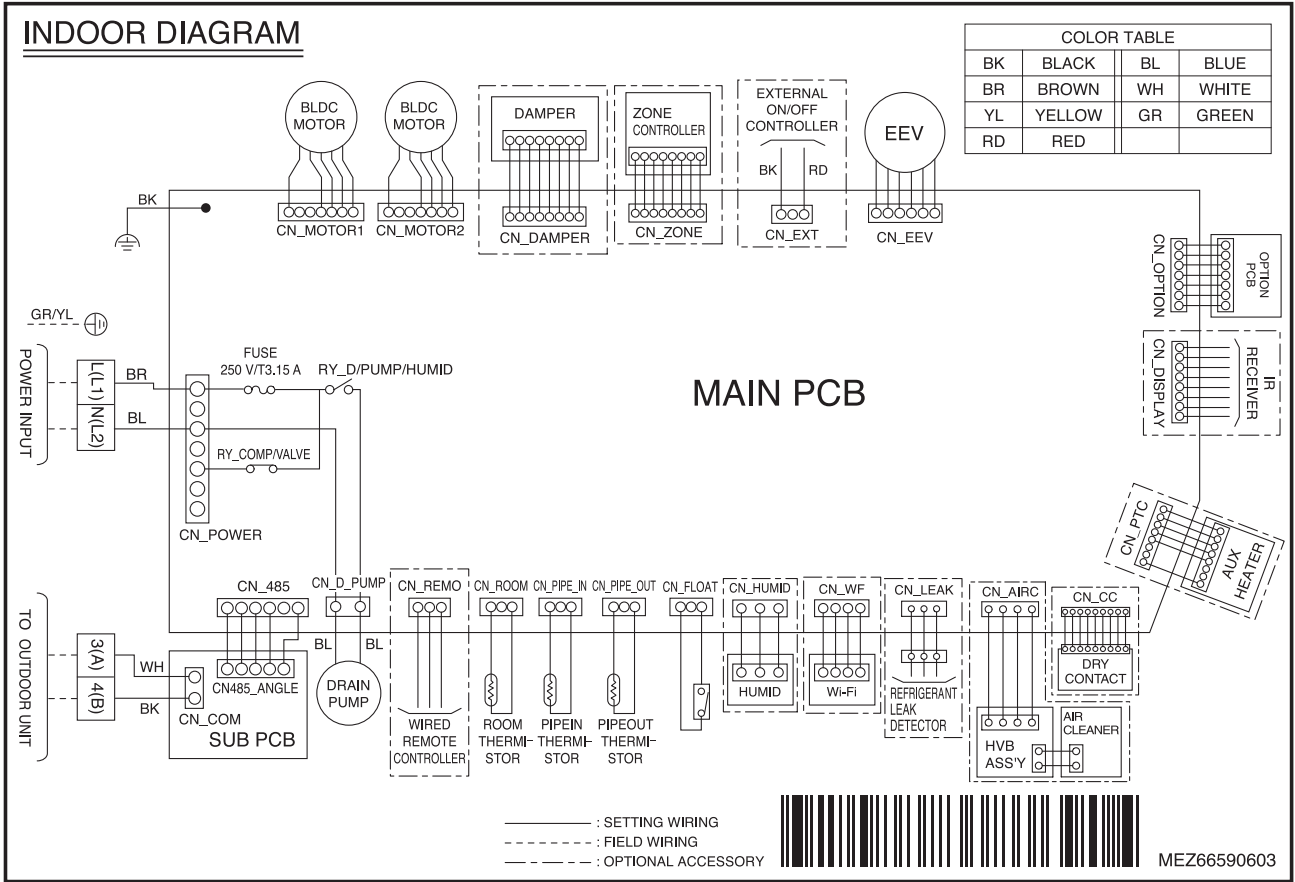 INDOOR DIAGRAM
COLOR TABLE
BK BLACK BL BLUE
BR BROWN WH WHITE
YL YELLOW GR GREEN
RD RED
BLDC
MOTOR
CN_MOTOR1
BLDC
MOTOR
CN_MOTOR2
DAMPER
CN_DAMPER
ZONE
CONTROLLER
CN_ZONE
EXTERNAL
ON/OFF
CONTROLLER
BK RD
CN_EXT
EEV
CN_EEV
BK
CN_OPTION
OPTION
PCB
CN_DISPLAY
IR
RECEIVER
GR/YL
POWER INPUT
L(L1)
N(L2)
BR
BL
FUSE
250 V/T3.15 A
RY_D/PUMP/HUMID
RY_COMP/VALVE
CN_POWER
MAIN PCB
CN_PTC
AUX
HEATER
TO OUTDOOR UNIT
3(A)
4(B)
WH
BK
CN_COM
CN_485
CN485_ANGLE
SUB PCB
CN_D_PUMP
BL BL
DRAIN
PUMP
CN_REMO
WIRED
REMOTE
CONTROLLER
CN_ROOM
ROOM
THERMI-
STOR
CN_PIPE_IN
PIPEIN
THERMI-
STOR
CN_PIPE_OUT
PIPEOUT
THERMI-
STOR
CN_FLOAT
CN_HUMID
HUMID
CN_WF
Wi-Fi
CN_LEAK
REFRIGERANT
LEAK
DETECTOR
CN_AIRC
HVB
ASS'Y
AIR
CLEANER
CN_CC
DRY
CONTACT
: SETTING WIRING
: FIELD WIRING
: OPTIONAL ACCESSORY
MEZ66590603